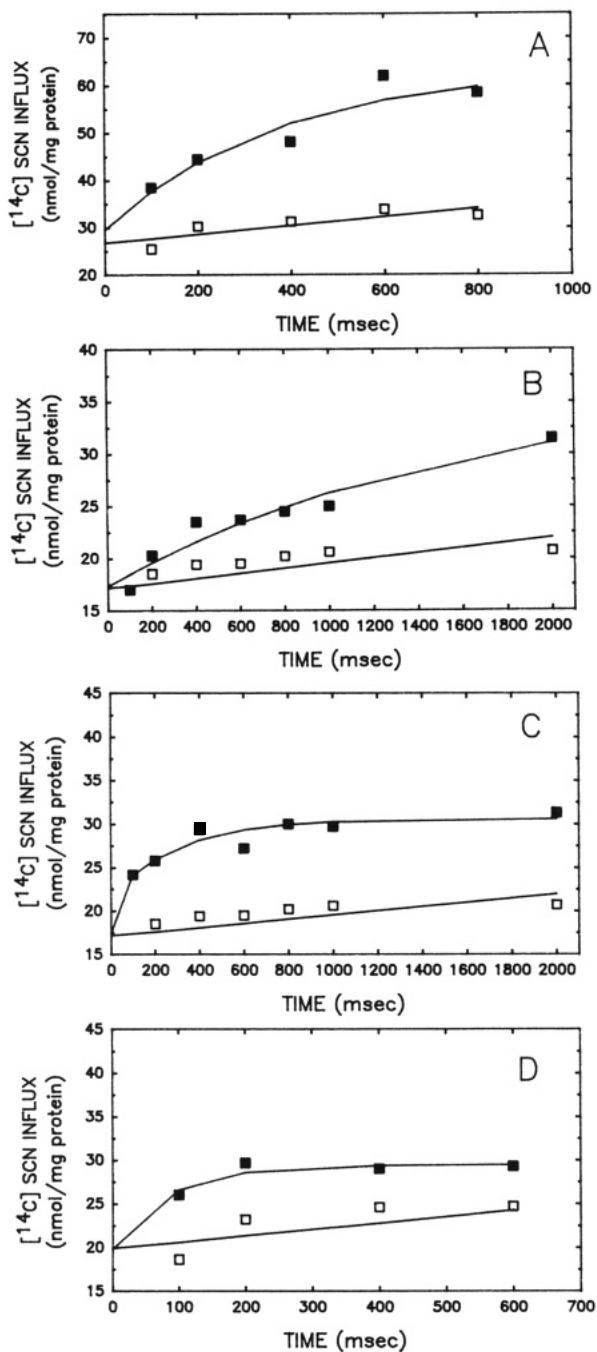 A
[¹⁴C] SCN INFLUX
(nmol/mg protein)
70
60
50
40
30
20
0 200 400 600 800 1000
TIME (msec)
B
[¹⁴C] SCN INFLUX
(nmol/mg protein)
40
35
30
25
20
15
0 200 400 600 800 1000 1200 1400 1600 1800 2000
TIME (msec)
C
[¹⁴C] SCN INFLUX
(nmol/mg protein)
45
40
35
30
25
20
15
0 200 400 600 800 1000 1200 1400 1600 1800 2000
TIME (msec)
D
[¹⁴C] SCN INFLUX
(nmol/mg protein)
45
40
35
30
25
20
15
0 100 200 300 400 500 600 700
TIME (msec)